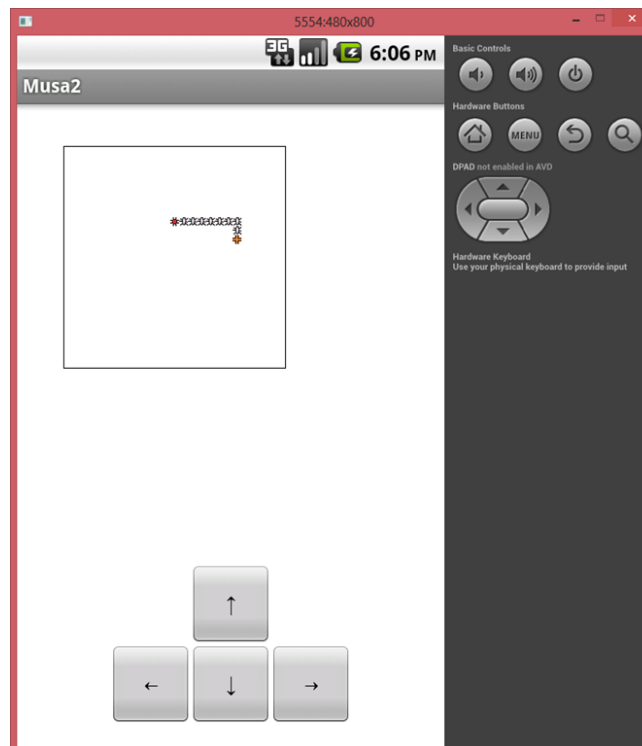 5554:480x800
3G 6:06 PM
Musa2
Basic Controls
Hardware Buttons
MENU
DPAD not enabled in AVD
Hardware Keyboard
Use your physical keyboard to provide input
↑
← ↓ →